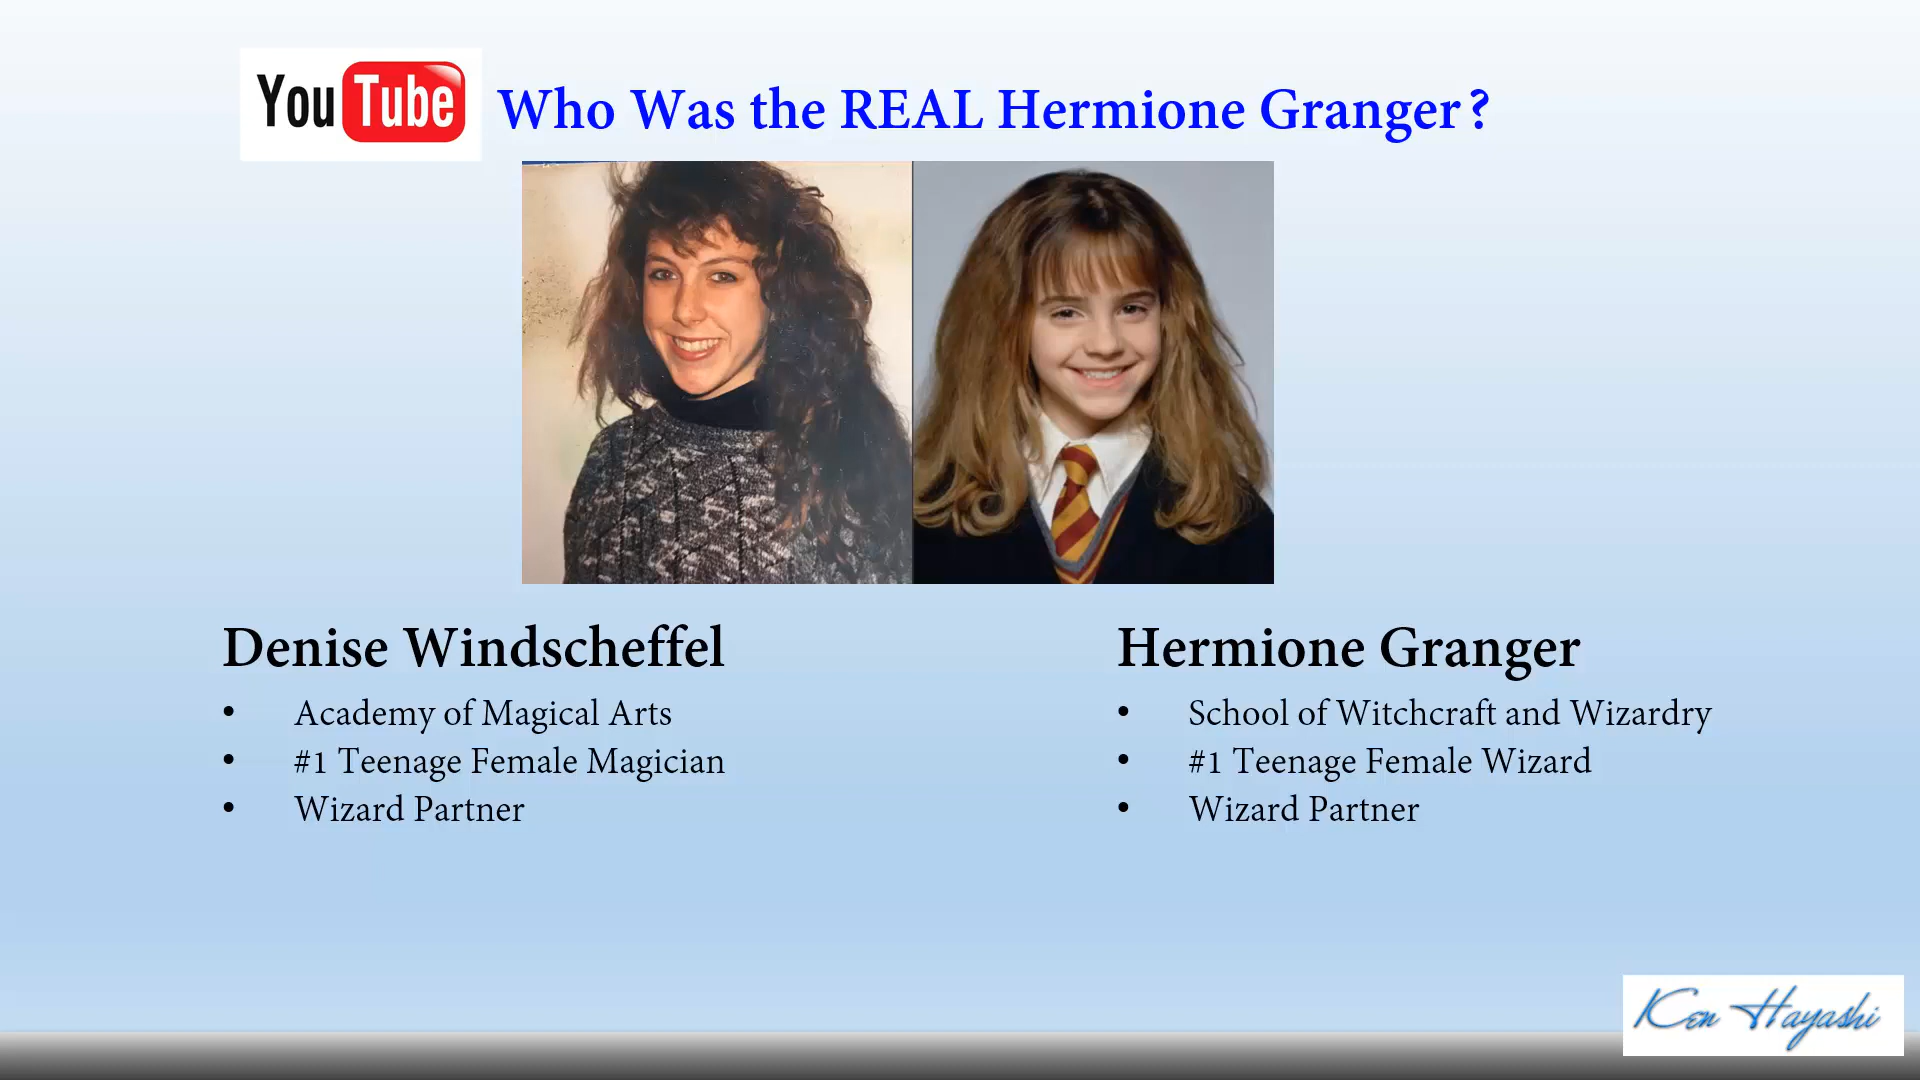 YouTube
Who Was the REAL Hermione Granger?
Denise Windscheffel
• Academy of Magical Arts
• #1 Teenage Female Magician
• Wizard Partner
Hermione Granger
• School of Witchcraft and Wizardry
• #1 Teenage Female Wizard
• Wizard Partner
Ken Hayashi